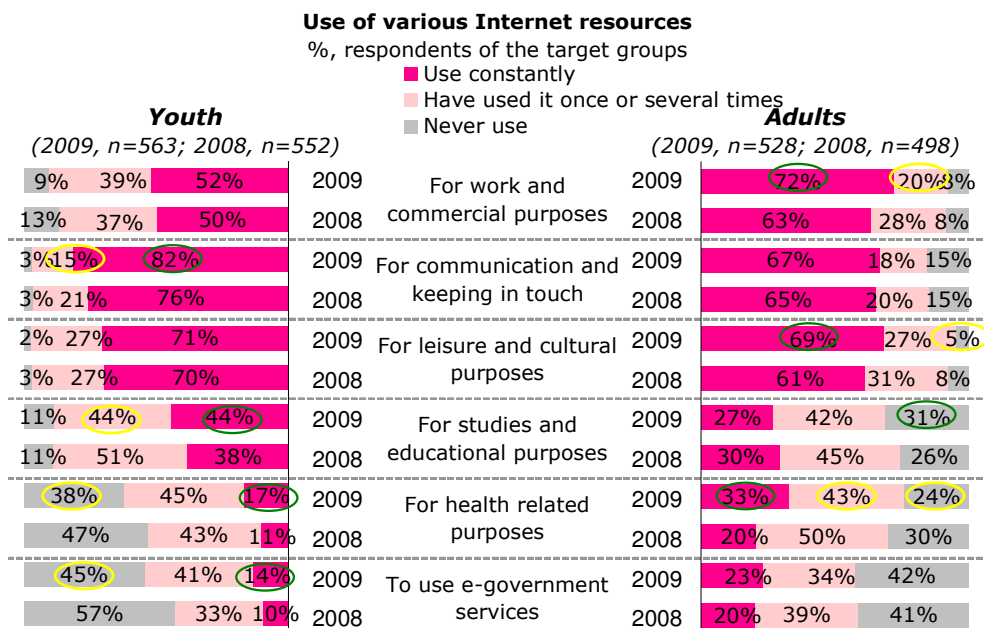 Use of various Internet resources
%, respondents of the target groups
Use constantly
Have used it once or several times
Never use
Youth
(2009, n=563; 2008, n=552)
Adults
(2009, n=528; 2008, n=498)
9% 39% 52% 2009 For work and commercial purposes 2009 72% 20% 8%
13% 37% 50% 2008 2008 63% 28% 8%
3% 15% 82% 2009 For communication and keeping in touch 2009 67% 18% 15%
3% 21% 76% 2008 2008 65% 20% 15%
2% 27% 71% 2009 For leisure and cultural purposes 2009 69% 27% 5%
3% 27% 70% 2008 2008 61% 31% 8%
11% 44% 44% 2009 For studies and educational purposes 2009 27% 42% 31%
11% 51% 38% 2008 2008 30% 45% 26%
38% 45% 17% 2009 For health related purposes 2009 33% 43% 24%
47% 43% 11% 2008 2008 20% 50% 30%
45% 41% 14% 2009 To use e-government services 2009 23% 34% 42%
57% 33% 10% 2008 2008 20% 39% 41%